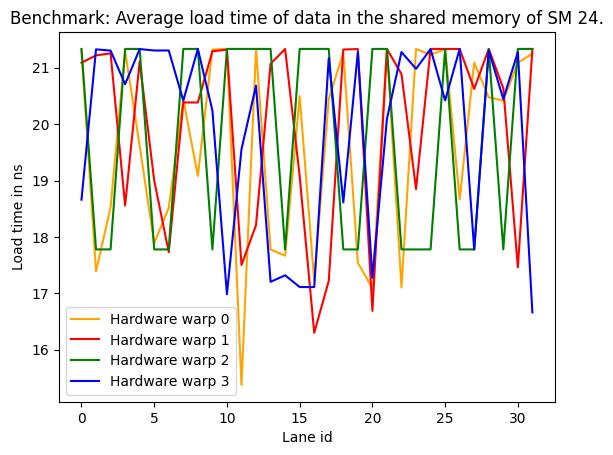 Benchmark: Average load time of data in the shared memory of SM 24.
Load time in ns
21
20
19
18
17
16
Hardware warp 0
Hardware warp 1
Hardware warp 2
Hardware warp 3
0 5 10 15 20 25 30
Lane id